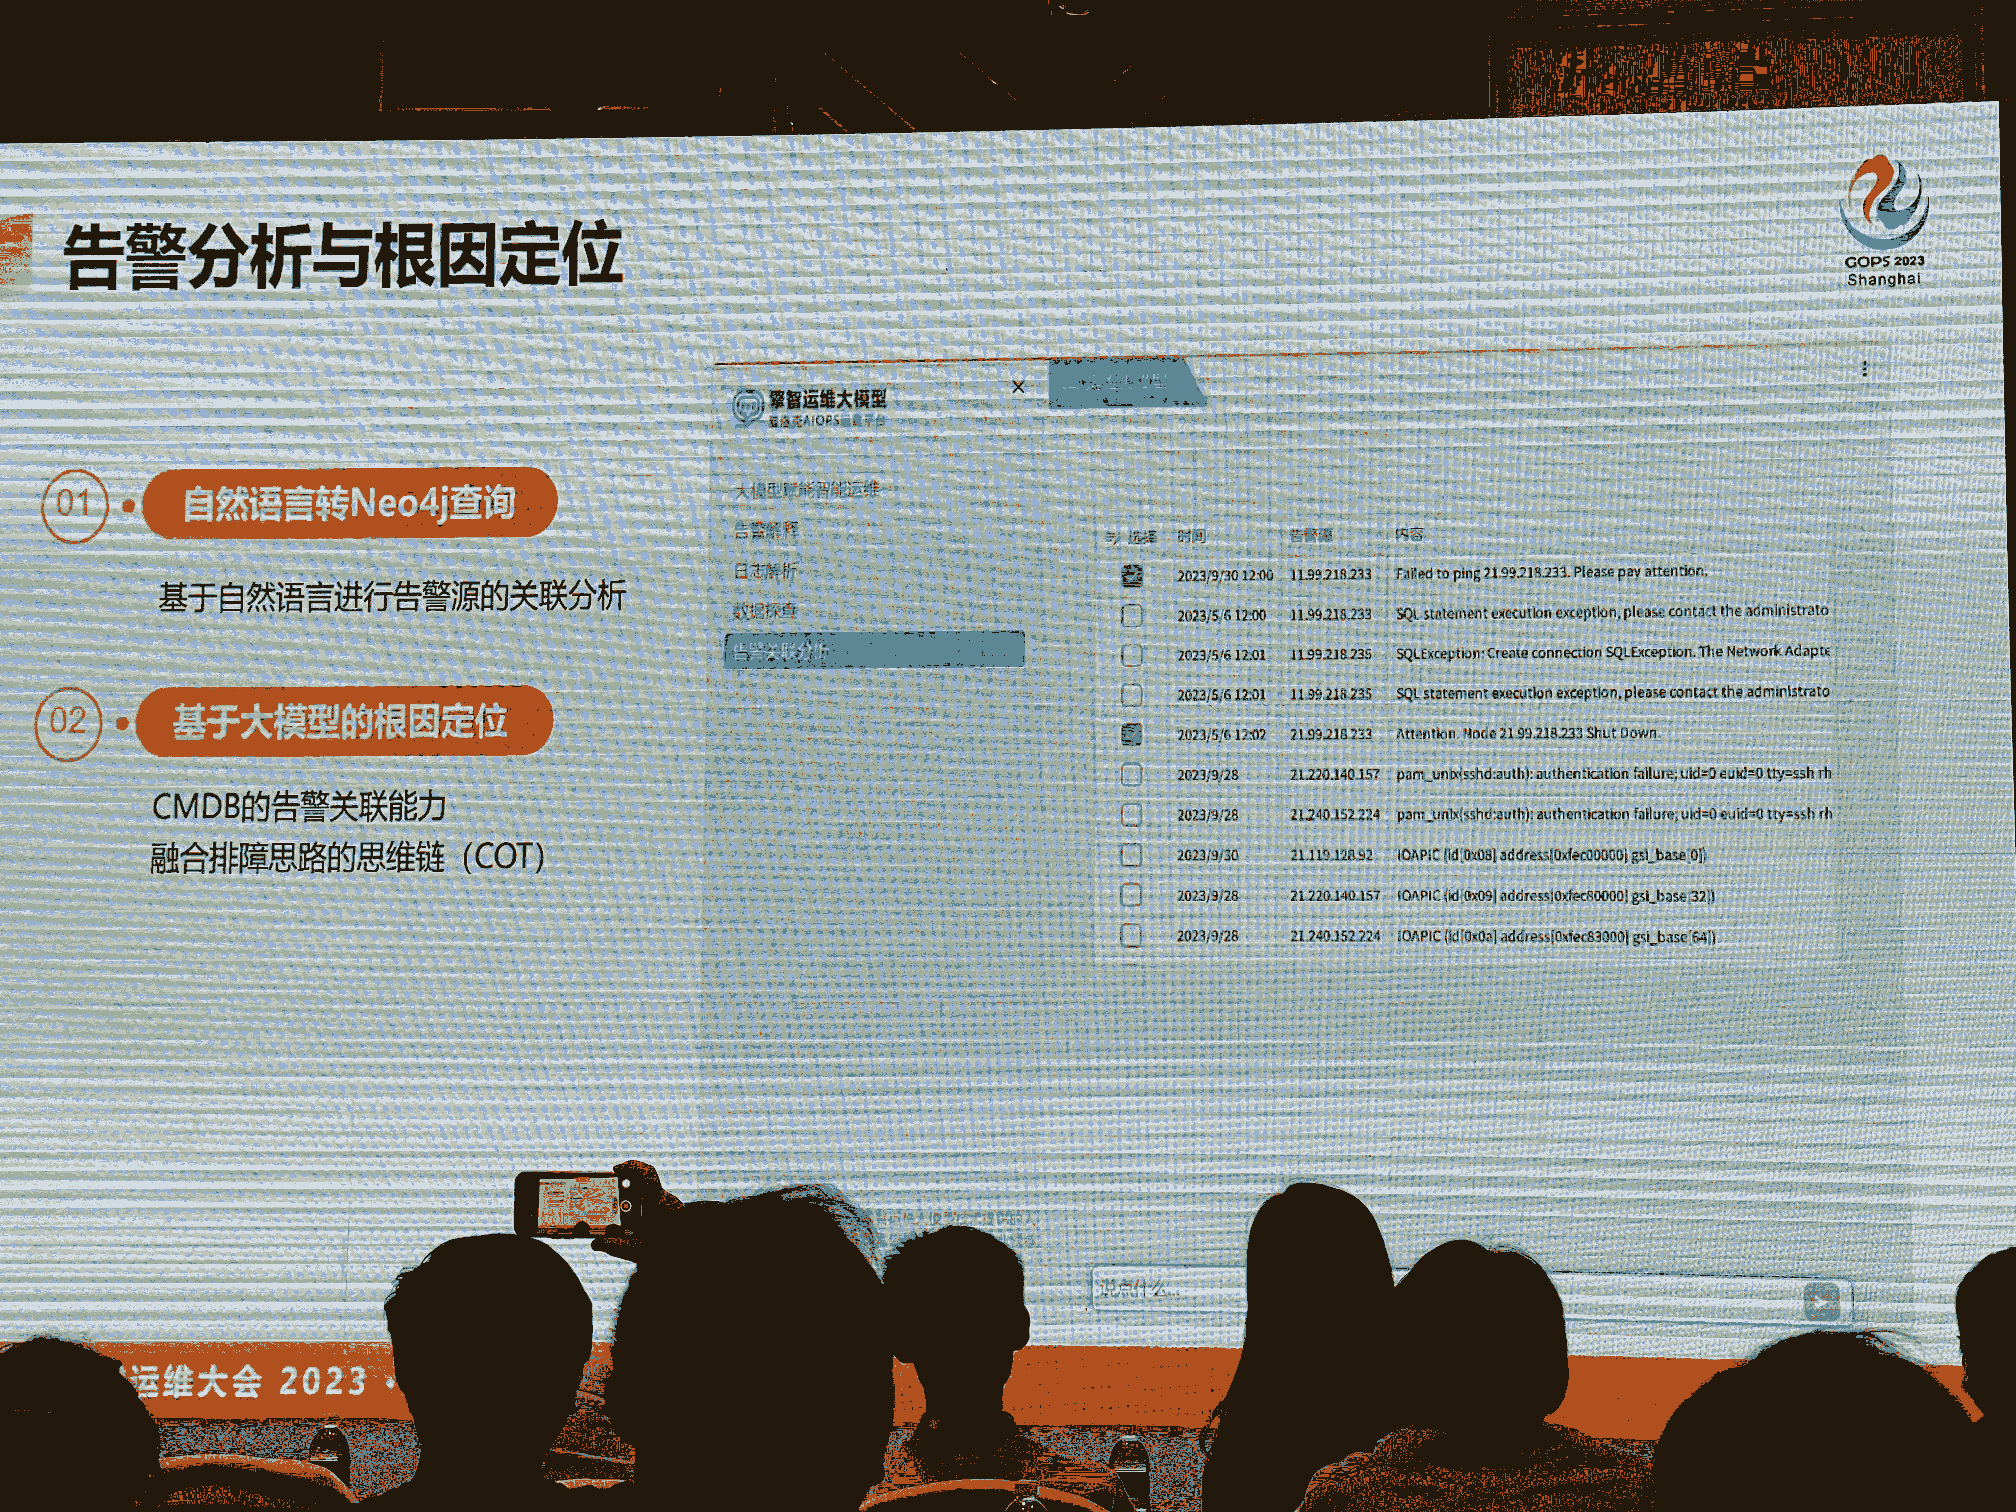 告警分析与根因定位
GOPS 2023
Shanghai
01
自然语言转Neo4j查询
基于自然语言进行告警源的关联分析
02
基于大模型的根因定位
CMDB的告警关联能力
融合排障思路的思维链（COT）
擎智运维大模型
AIOPS
大模型赋能智能运维
告警解释
日志解析
数据探查
告警关联分析
选择 时间 告警源 内容
2023/9/30 12:00 11.99.218.233 Failed to ping 21.99.218.233. Please pay attention.
2023/5/6 12:00 11.99.218.233 SQL statement execution exception, please contact the administrato
2023/5/6 12:01 11.99.218.235 SQLException: Create connection SQLException. The Network Adapte
2023/5/6 12:01 11.99.218.235 SQL statement execution exception, please contact the administrato
2023/5/6 12:02 21.99.218.233 Attention. Node 21.99.218.233 Shut Down.
2023/9/28 21.220.140.157 pam_unix(sshd:auth): authentication failure; uid=0 euid=0 tty=ssh rh
2023/9/28 21.240.152.224 pam_unix(sshd:auth): authentication failure; uid=0 euid=0 tty=ssh rh
2023/9/30 21.119.128.92 IOAPIC (id[0x08] address[0xfec00000] gsi_base[0])
2023/9/28 21.220.140.157 IOAPIC (id[0x09] address[0xfec80000] gsi_base[32])
2023/9/28 21.240.152.224 IOAPIC (id[0x0a] address[0xfec83000] gsi_base[64])
说点什么...
运维大会 2023